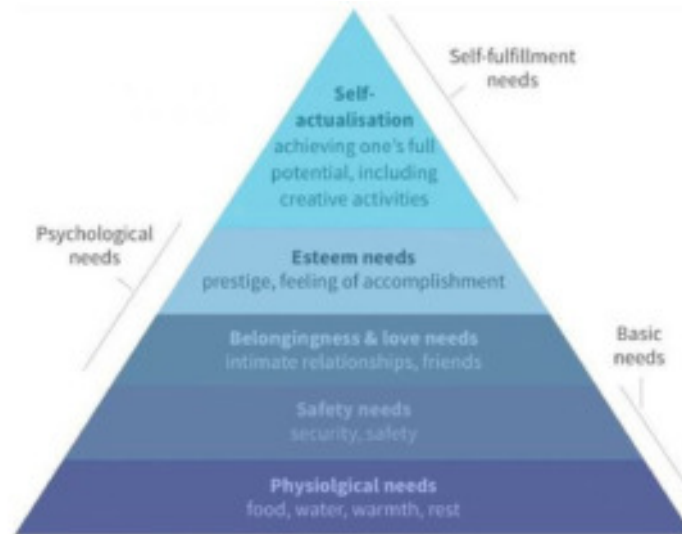 Self-fulfillment
needs
Self-
actualisation
achieving one's full
potential, including
creative activities
Psychological
needs
Esteem needs
prestige, feeling of accomplishment
Belongingness & love needs
intimate relationships, friends
Basic
needs
Safety needs
security, safety
Physiolgical needs
food, water, warmth, rest